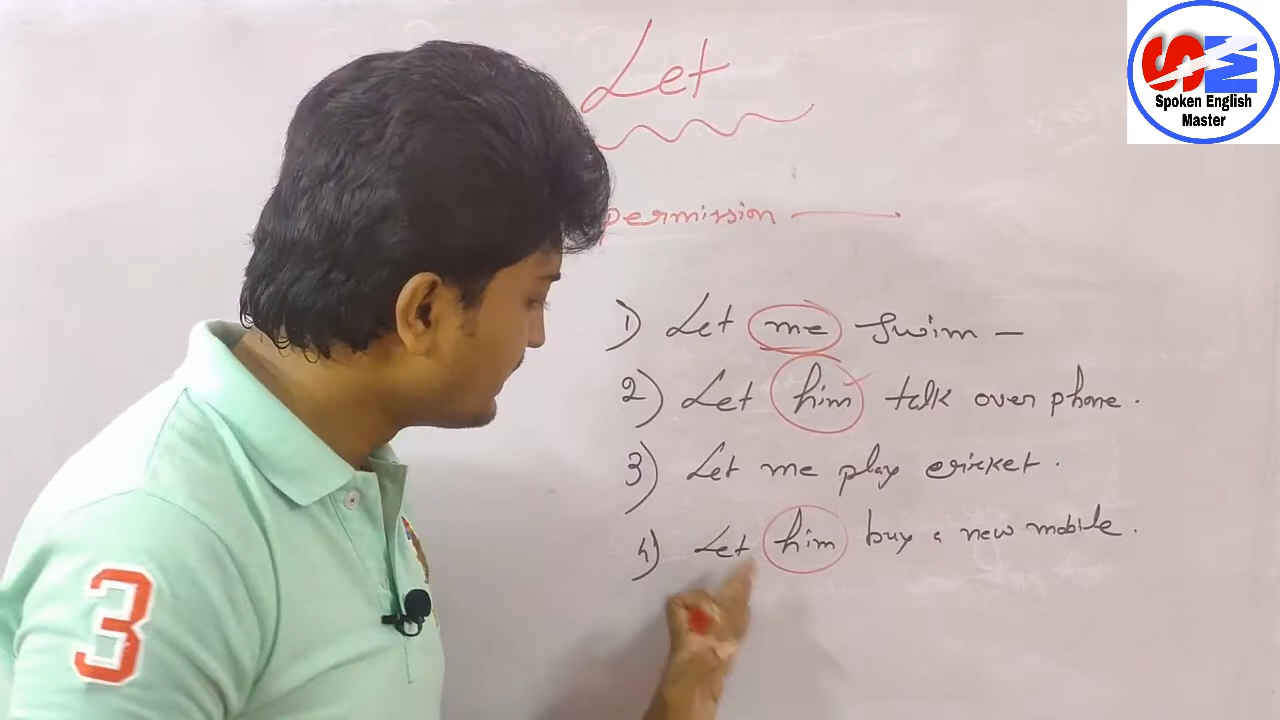 Let
permission
1) Let me swim
2) Let him talk over phone.
3) Let me play cricket.
4) Let him buy a new mobile.
SM
Spoken English
Master
3